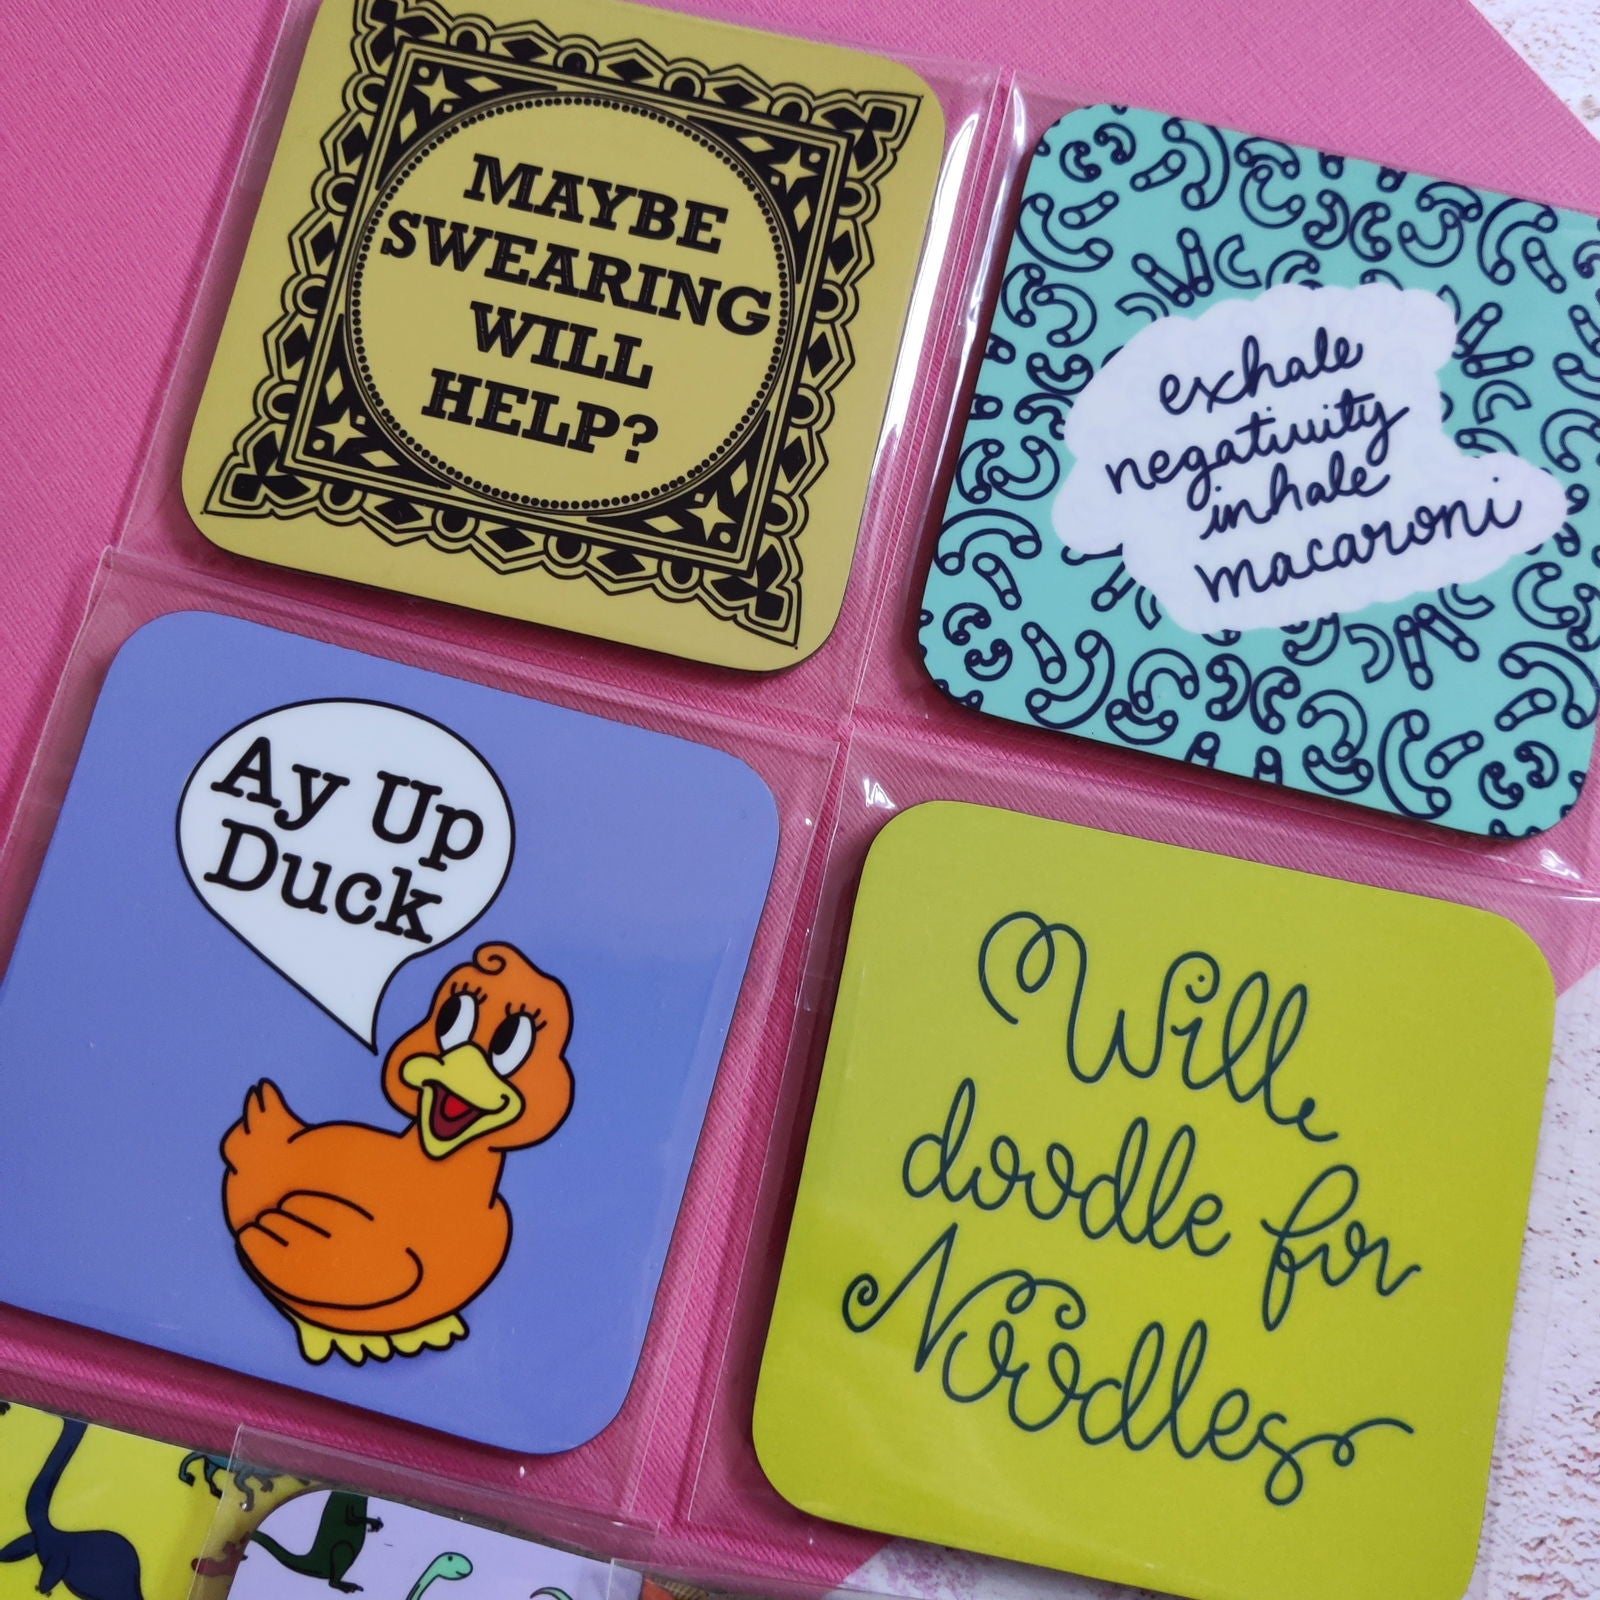 MAYBE
SWEARING
WILL
HELP?
exhale
negativity
inhale
macaroni
Ay Up
Duck
Will
doodle for
Noodles